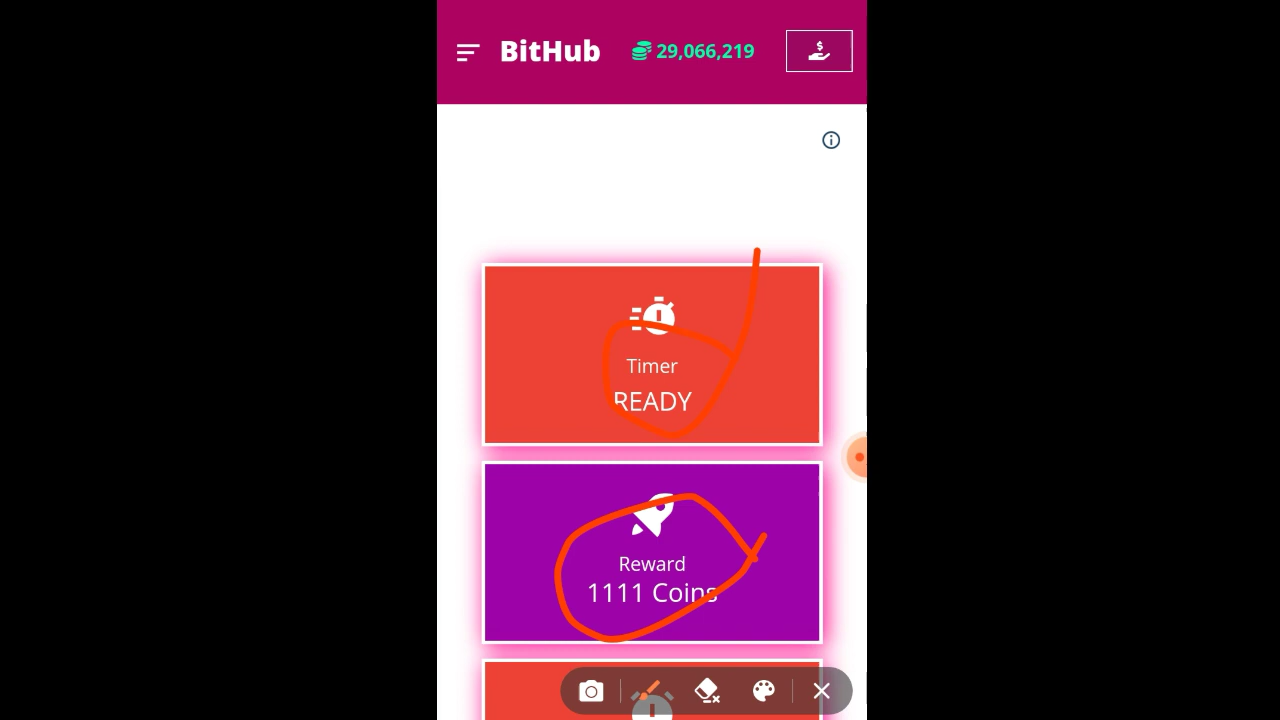 BitHub 29,066,219
Timer
READY
Reward
1111 Coins